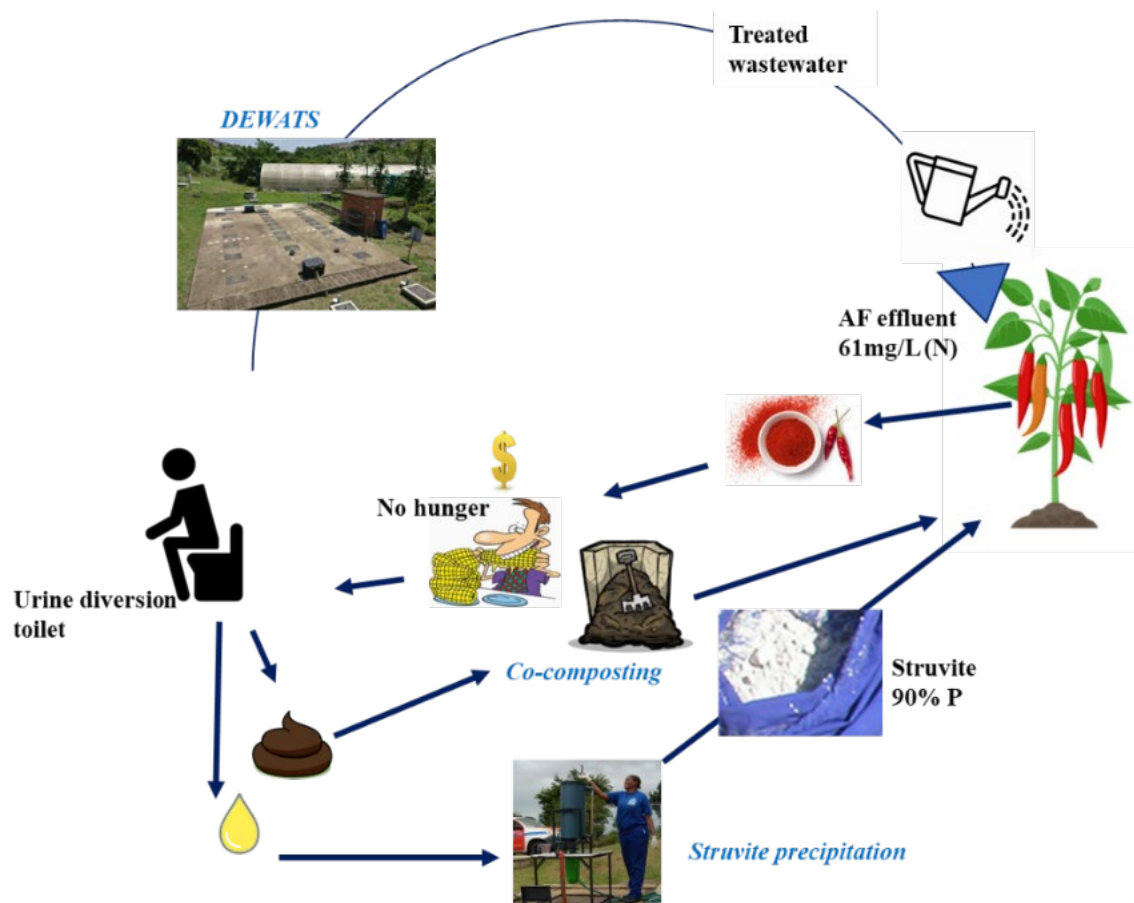 Treated
wastewater
DEWATS
AF effluent
61mg/L (N)
$
No hunger
Urine diversion
toilet
Co-composting
Struvite
90% P
Struvite precipitation